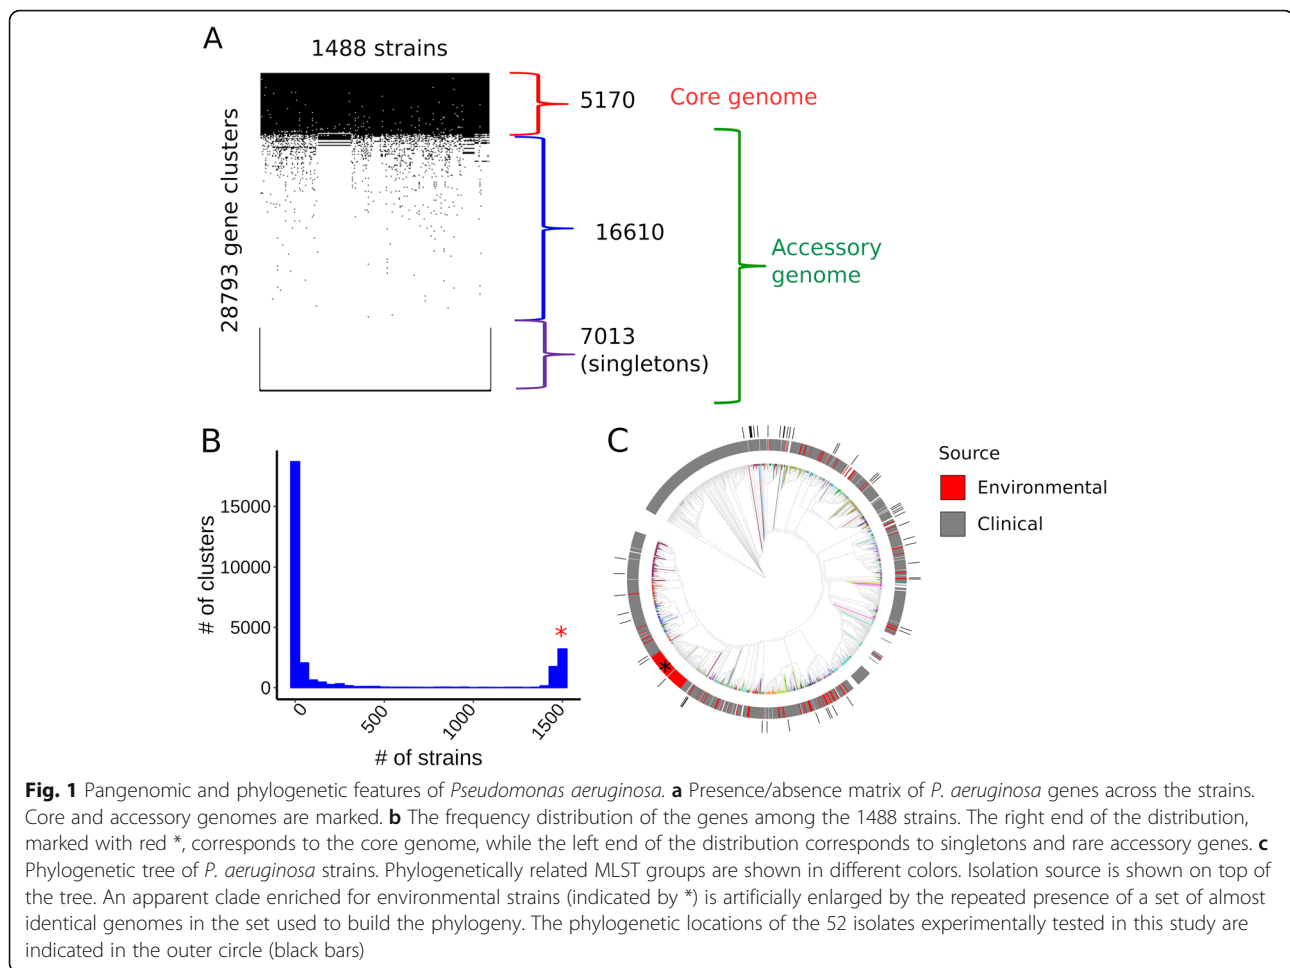 A
1488 strains
28793 gene clusters
5170
Core genome
16610
Accessory
genome
7013
(singletons)
B
# of clusters
15000
10000
5000
0
*
0
500
1000
1500
# of strains
C
*
Source
Environmental
Clinical
Fig. 1 Pangenomic and phylogenetic features of Pseudomonas aeruginosa. a Presence/absence matrix of P. aeruginosa genes across the strains.
Core and accessory genomes are marked. b The frequency distribution of the genes among the 1488 strains. The right end of the distribution,
marked with red *, corresponds to the core genome, while the left end of the distribution corresponds to singletons and rare accessory genes. c
Phylogenetic tree of P. aeruginosa strains. Phylogenetically related MLST groups are shown in different colors. Isolation source is shown on top of
the tree. An apparent clade enriched for environmental strains (indicated by *) is artificially enlarged by the repeated presence of a set of almost
identical genomes in the set used to build the phylogeny. The phylogenetic locations of the 52 isolates experimentally tested in this study are
indicated in the outer circle (black bars)